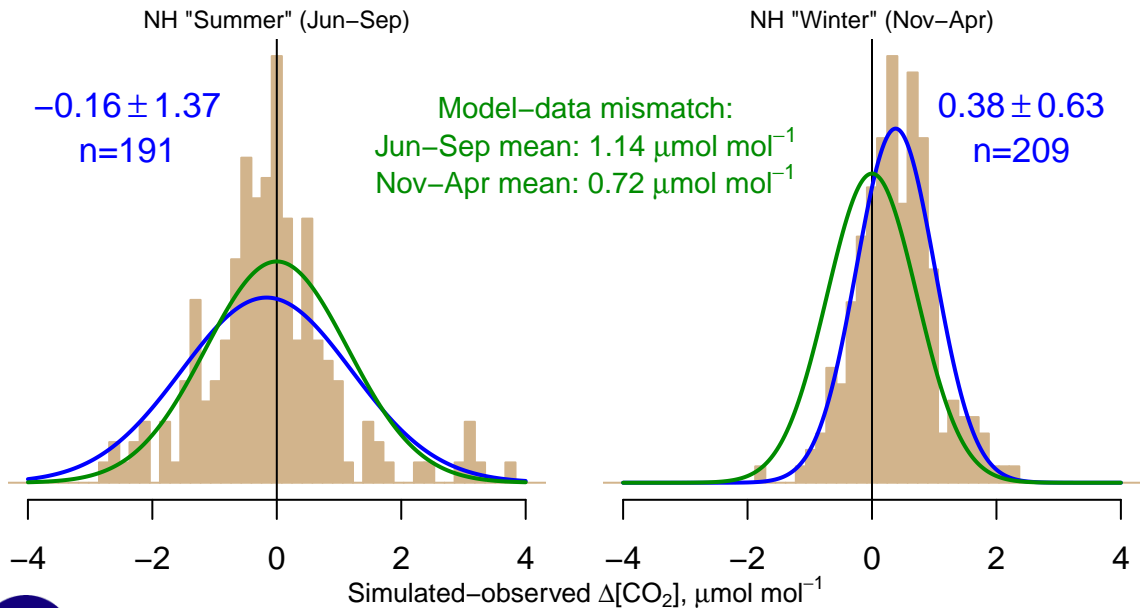 NH "Summer" (Jun−Sep)
−0.16 ± 1.37
n=191
Model−data mismatch:
Jun−Sep mean: 1.14 μmol mol⁻¹
Nov−Apr mean: 0.72 μmol mol⁻¹
NH "Winter" (Nov−Apr)
0.38 ± 0.63
n=209
−4 −2 0 2 4
−4 −2 0 2 4
Simulated−observed Δ[CO₂], μmol mol⁻¹